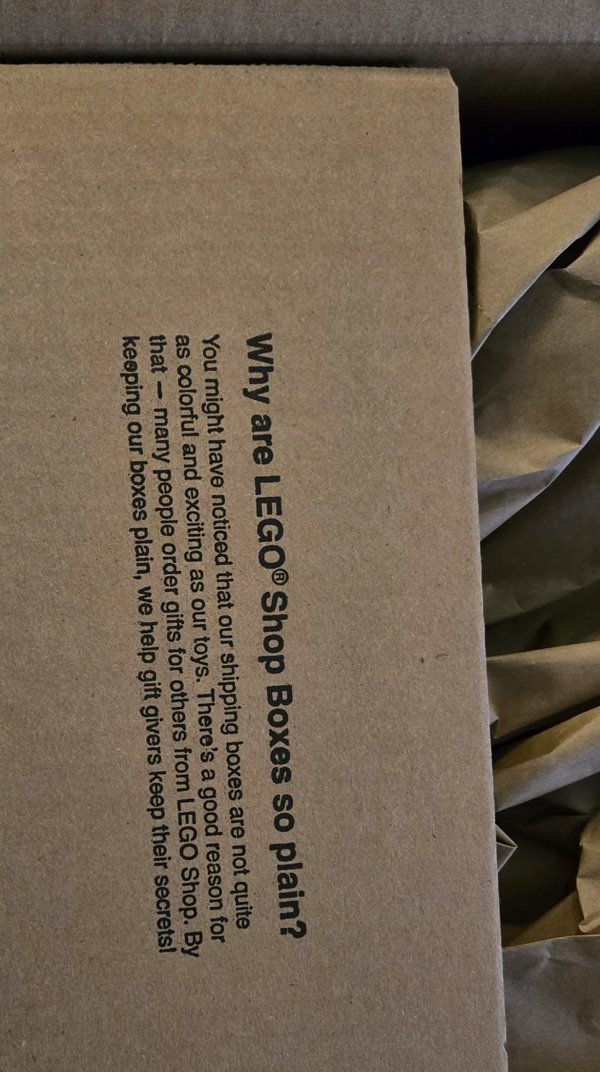 Why are LEGO® Shop Boxes so plain?
You might have noticed that our shipping boxes are not quite
as colorful and exciting as our toys. There's a good reason for
that – many people order gifts for others from LEGO Shop. By
keeping our boxes plain, we help gift givers keep their secrets!